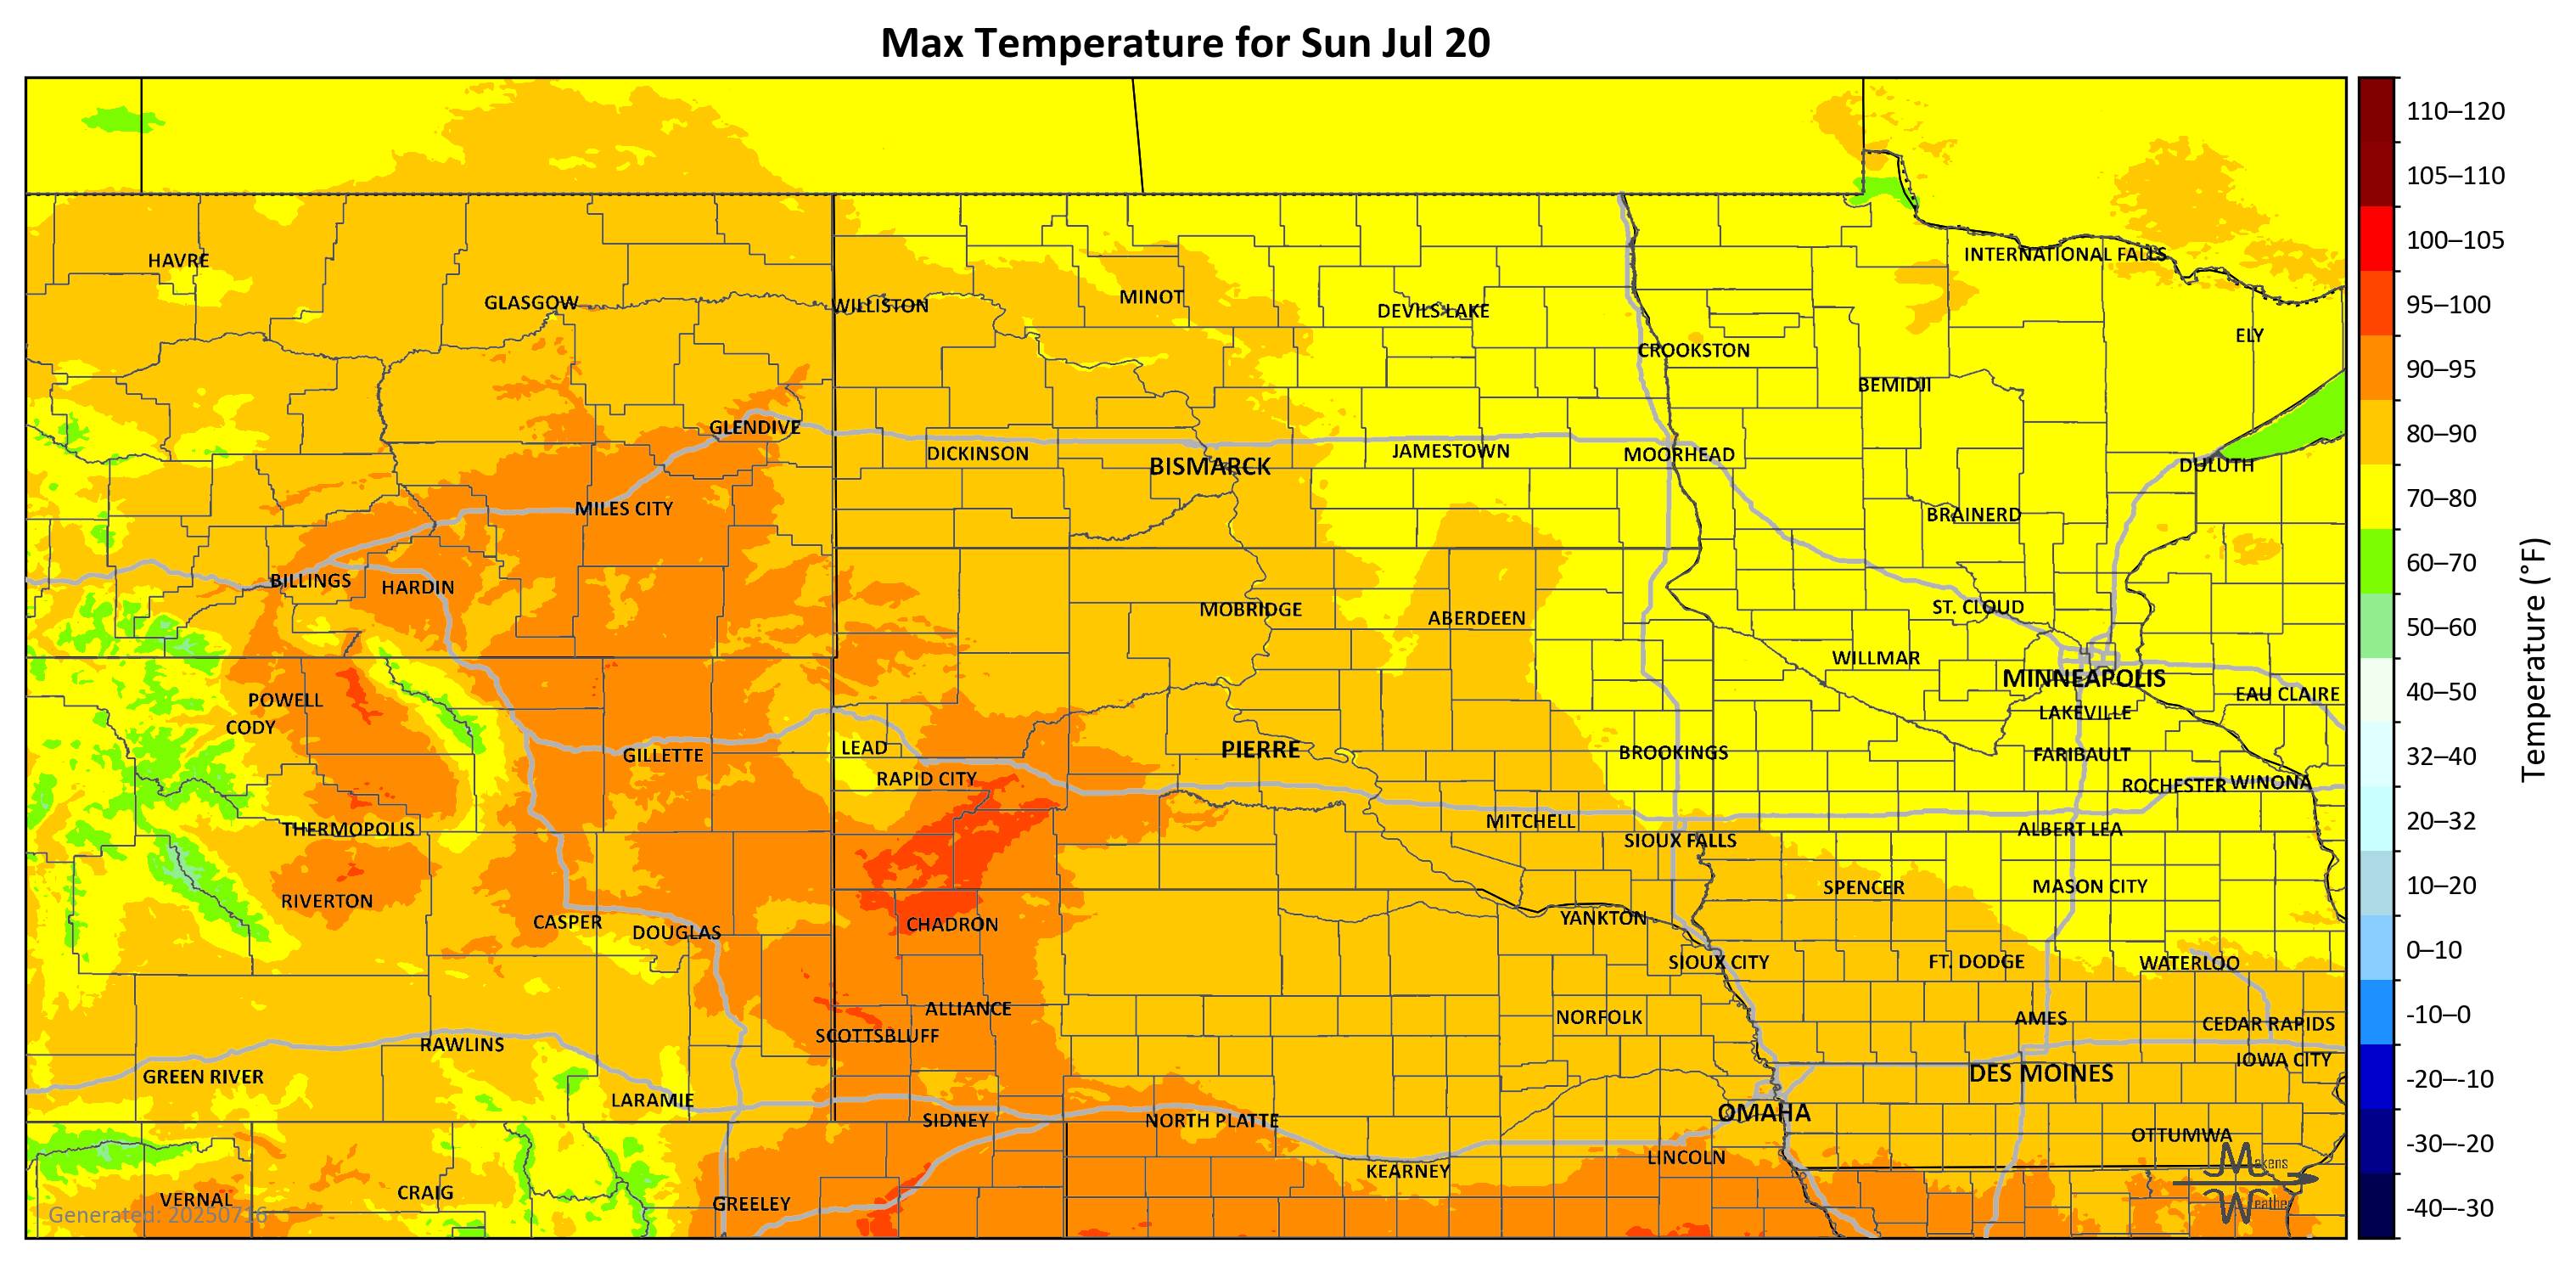 Max Temperature for Sun Jul 20
110–120
105–110
100–105
95–100
90–95
80–90
70–80
60–70
50–60
40–50
32–40
20–32
10–20
0–10
-10–0
-20–-10
-30–-20
-40–-30
Temperature (°F)
HAVRE
GLASGOW
WILLISTON
MINOT
DEVILS LAKE
CROOKSTON
INTERNATIONAL FALLS
ELY
BEMIDJI
GLENDIVE
DICKINSON
BISMARCK
JAMESTOWN
MOORHEAD
DULUTH
MILES CITY
BRAINERD
BILLINGS
HARDIN
MOBRIDGE
ABERDEEN
ST. CLOUD
WILLMAR
MINNEAPOLIS
EAU CLAIRE
POWELL
CODY
LAKEVILLE
GILLETTE
LEAD
PIERRE
BROOKINGS
FARIBAULT
RAPID CITY
ROCHESTER
WINONA
THERMOPOLIS
MITCHELL
SIOUX FALLS
ALBERT LEA
RIVERTON
SPENCER
MASON CITY
CASPER
DOUGLAS
CHADRON
YANKTON
SIOUX CITY
FT. DODGE
WATERLOO
ALLIANCE
NORFOLK
AMES
CEDAR RAPIDS
SCOTTSBLUFF
RAWLINS
IOWA CITY
GREEN RIVER
DES MOINES
LARAMIE
SIDNEY
NORTH PLATTE
OMAHA
OTTUMWA
LINCOLN
KEARNEY
VERNAL
CRAIG
GREELEY
Generated: 20250716
Makens
Weather